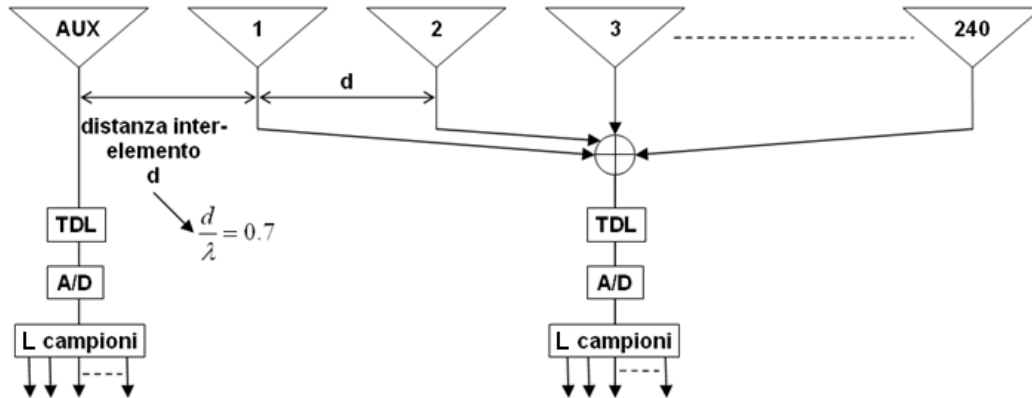 AUX
1
2
3
240
d
distanza inter-
elemento
d
d/λ = 0.7
TDL
A/D
L campioni
TDL
A/D
L campioni